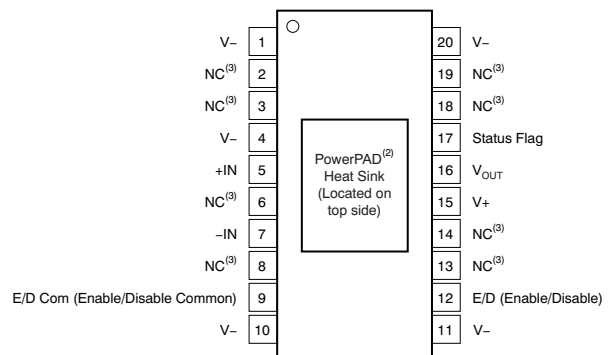 V− 1
NC(3) 2
NC(3) 3
V− 4
+IN 5
NC(3) 6
−IN 7
NC(3) 8
E/D Com (Enable/Disable Common) 9
V− 10
PowerPAD(2)
Heat Sink
(Located on
top side)
20 V−
19 NC(3)
18 NC(3)
17 Status Flag
16 VOUT
15 V+
14 NC(3)
13 NC(3)
12 E/D (Enable/Disable)
11 V−